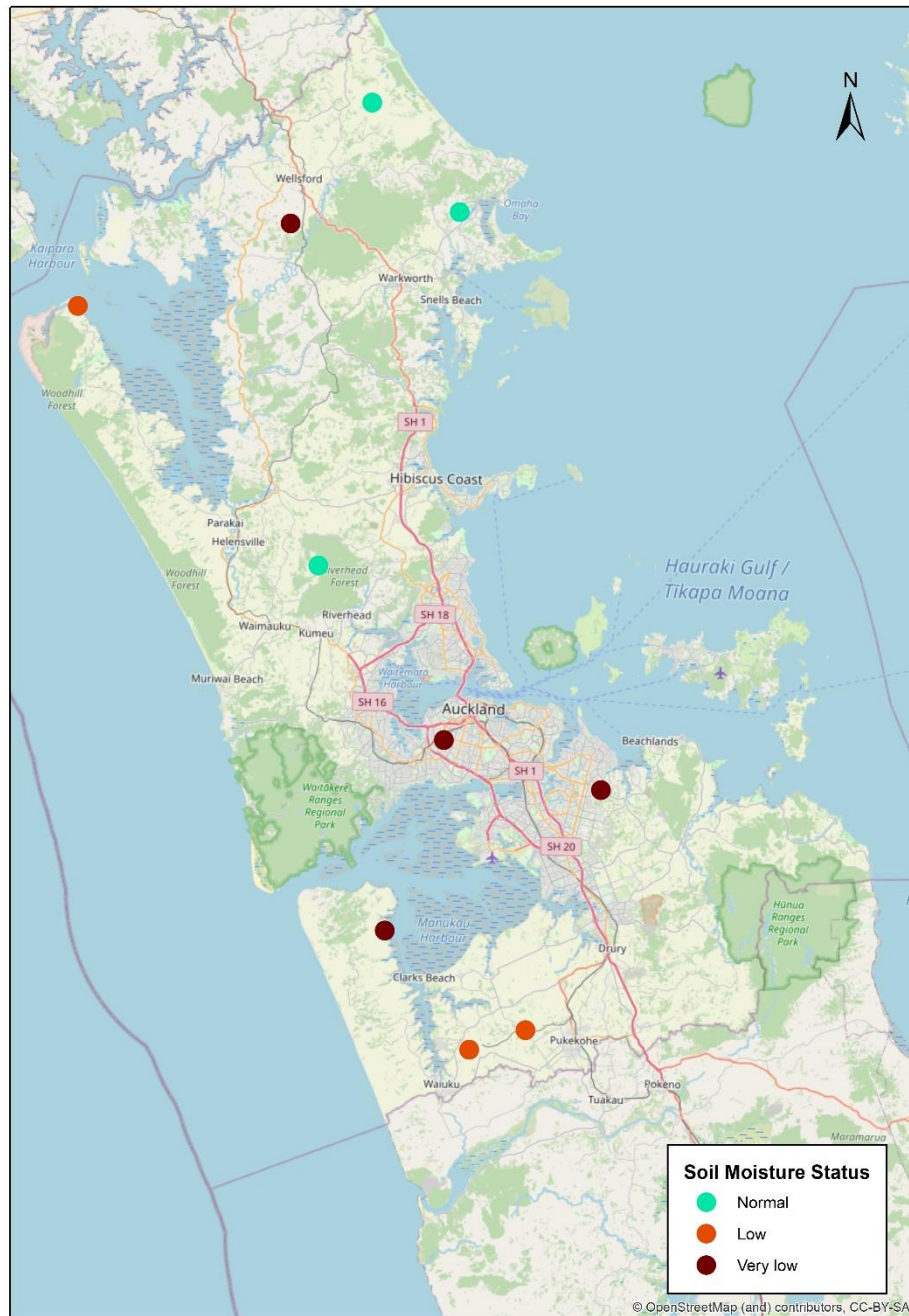 N
Wellsford
Omaha
Bay
Kaipara
Harbour
Warkworth
Snells Beach
Woodhill
Forest
SH 1
Hibiscus Coast
Parakai
Helensville
Woodhill
Forest
Riverhead
Forest
Hauraki Gulf /
Tikapa Moana
Riverhead
SH 18
Waimauku
Kumeu
Muriwai Beach
Waitematā
Harbour
SH 16
Auckland
Beachlands
SH 1
Waitākere
Ranges
Regional
Park
SH 20
Hūnua
Ranges
Regional
Park
Manukau
Harbour
Drury
Clarks Beach
Pukekohe
Waiuku
Pokeno
Tuakau
Maramarua
Soil Moisture Status
Normal
Low
Very low
© OpenStreetMap (and) contributors, CC-BY-SA